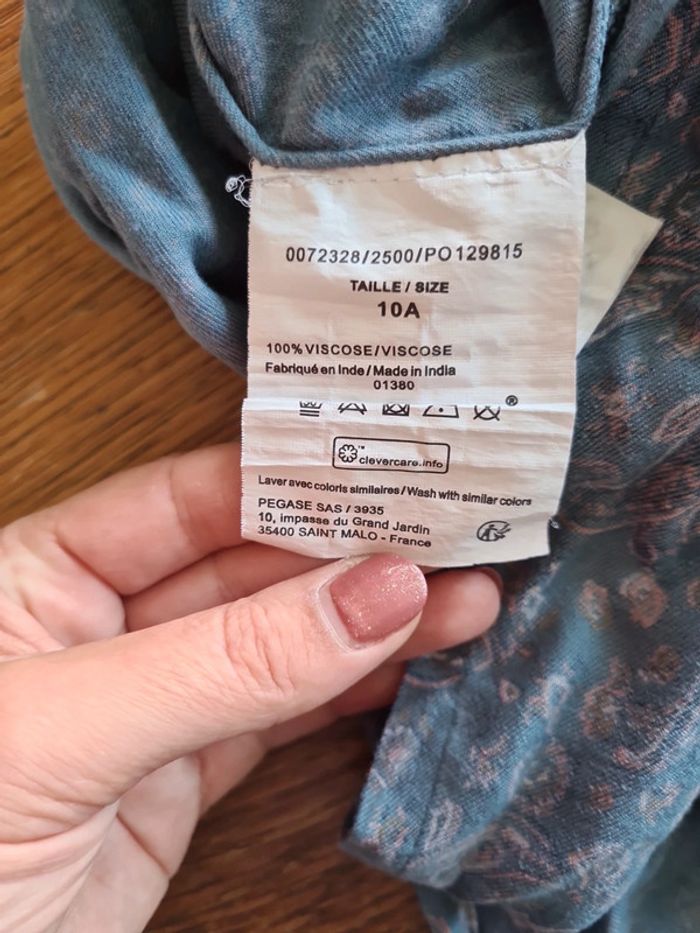 0072328/2500/PO129815
TAILLE / SIZE
10A
100% VISCOSE/VISCOSE
Fabriqué en Inde / Made in India
01380
®
™
clevercare.info
Laver avec coloris similaires / Wash with similar colors
PEGASE SAS / 3935
10, impasse du Grand Jardin
35400 SAINT MALO - France